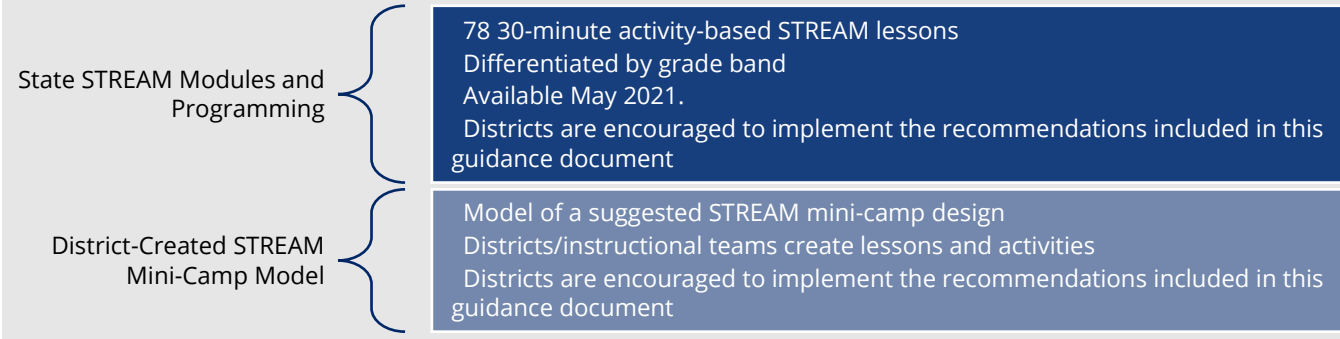 State STREAM Modules and
Programming
78 30-minute activity-based STREAM lessons
Differentiated by grade band
Available May 2021.
Districts are encouraged to implement the recommendations included in this
guidance document
District-Created STREAM
Mini-Camp Model
Model of a suggested STREAM mini-camp design
Districts/instructional teams create lessons and activities
Districts are encouraged to implement the recommendations included in this
guidance document